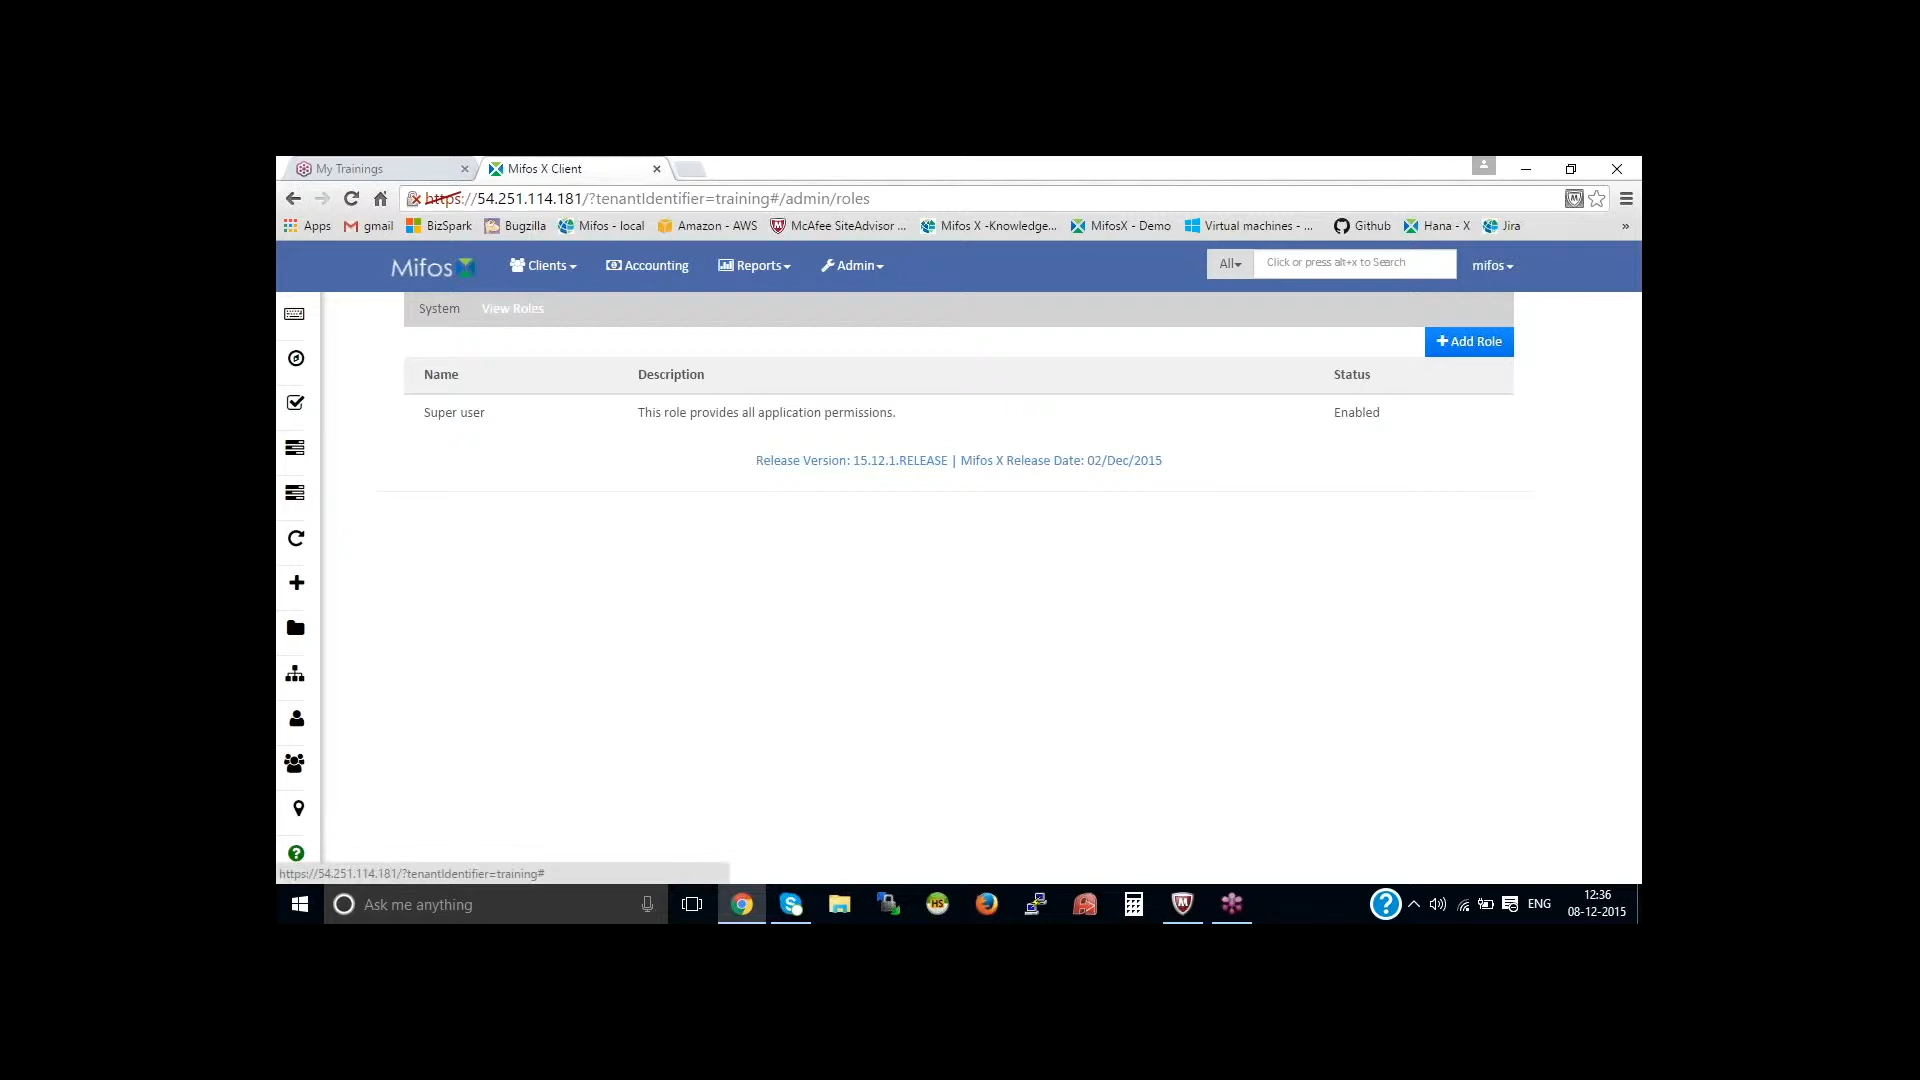 My Trainings
Mifos X Client
https://54.251.114.181/?tenantIdentifier=training#/admin/roles
Apps gmail BizSpark Bugzilla Mifos - local Amazon - AWS McAfee SiteAdvisor ... Mifos X -Knowledge... MifosX - Demo Virtual machines - ... Github Hana - X Jira »
Mifos Clients Accounting Reports Admin All Click or press alt+x to Search mifos
System View Roles
Add Role
Name Description Status
Super user This role provides all application permissions. Enabled
Release Version: 15.12.1.RELEASE | Mifos X Release Date: 02/Dec/2015
https://54.251.114.181/?tenantIdentifier=training#
Ask me anything
HS
ENG
12:36
08-12-2015